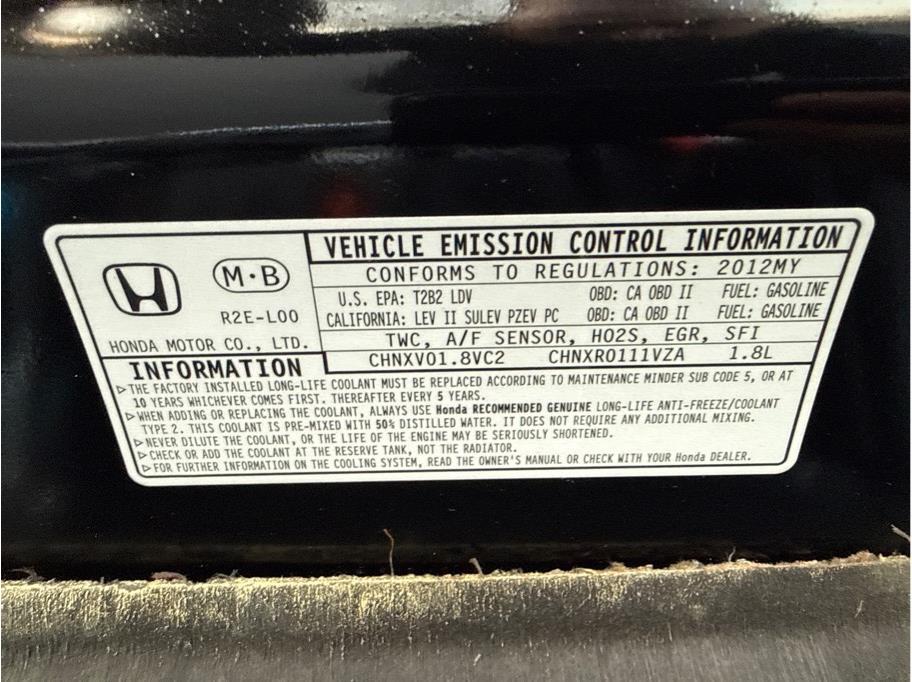 VEHICLE EMISSION CONTROL INFORMATION
M·B
CONFORMS TO REGULATIONS: 2012MY
R2E-L00
U.S. EPA: T2B2 LDV OBD: CA OBD II FUEL: GASOLINE
CALIFORNIA: LEV II SULEV PZEV PC OBD: CA OBD II FUEL: GASOLINE
HONDA MOTOR CO., LTD.
TWC, A/F SENSOR, HO2S, EGR, SFI
CHNXV01.8VC2 CHNXR0111VZA 1.8L
INFORMATION
▷THE FACTORY INSTALLED LONG-LIFE COOLANT MUST BE REPLACED ACCORDING TO MAINTENANCE MINDER SUB CODE 5, OR AT
10 YEARS WHICHEVER COMES FIRST. THEREAFTER EVERY 5 YEARS.
▷WHEN ADDING OR REPLACING THE COOLANT, ALWAYS USE Honda RECOMMENDED GENUINE LONG-LIFE ANTI-FREEZE/COOLANT
TYPE 2. THIS COOLANT IS PRE-MIXED WITH 50% DISTILLED WATER. IT DOES NOT REQUIRE ANY ADDITIONAL MIXING.
▷NEVER DILUTE THE COOLANT, OR THE LIFE OF THE ENGINE MAY BE SERIOUSLY SHORTENED.
▷CHECK OR ADD THE COOLANT AT THE RESERVE TANK, NOT THE RADIATOR.
▷FOR FURTHER INFORMATION ON THE COOLING SYSTEM, READ THE OWNER'S MANUAL OR CHECK WITH YOUR Honda DEALER.